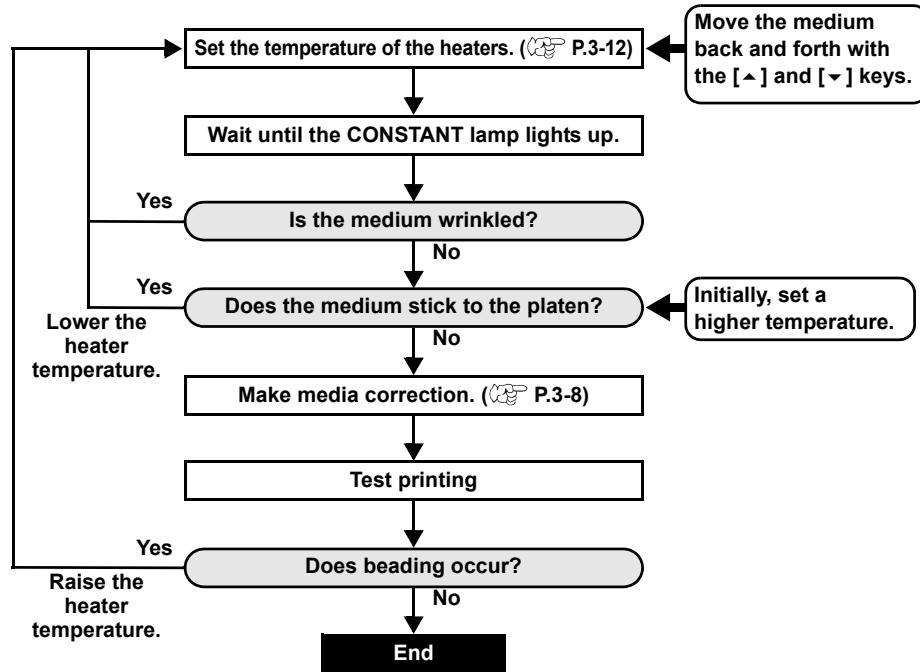 Set the temperature of the heaters. (☞ P.3-12)
Move the medium
back and forth with
the [▲] and [▼] keys.
Wait until the CONSTANT lamp lights up.
Yes
Is the medium wrinkled?
No
Yes
Does the medium stick to the platen?
Initially, set a
higher temperature.
Lower the
heater
temperature.
No
Make media correction. (☞ P.3-8)
Test printing
Yes
Does beading occur?
Raise the
heater
temperature.
No
End